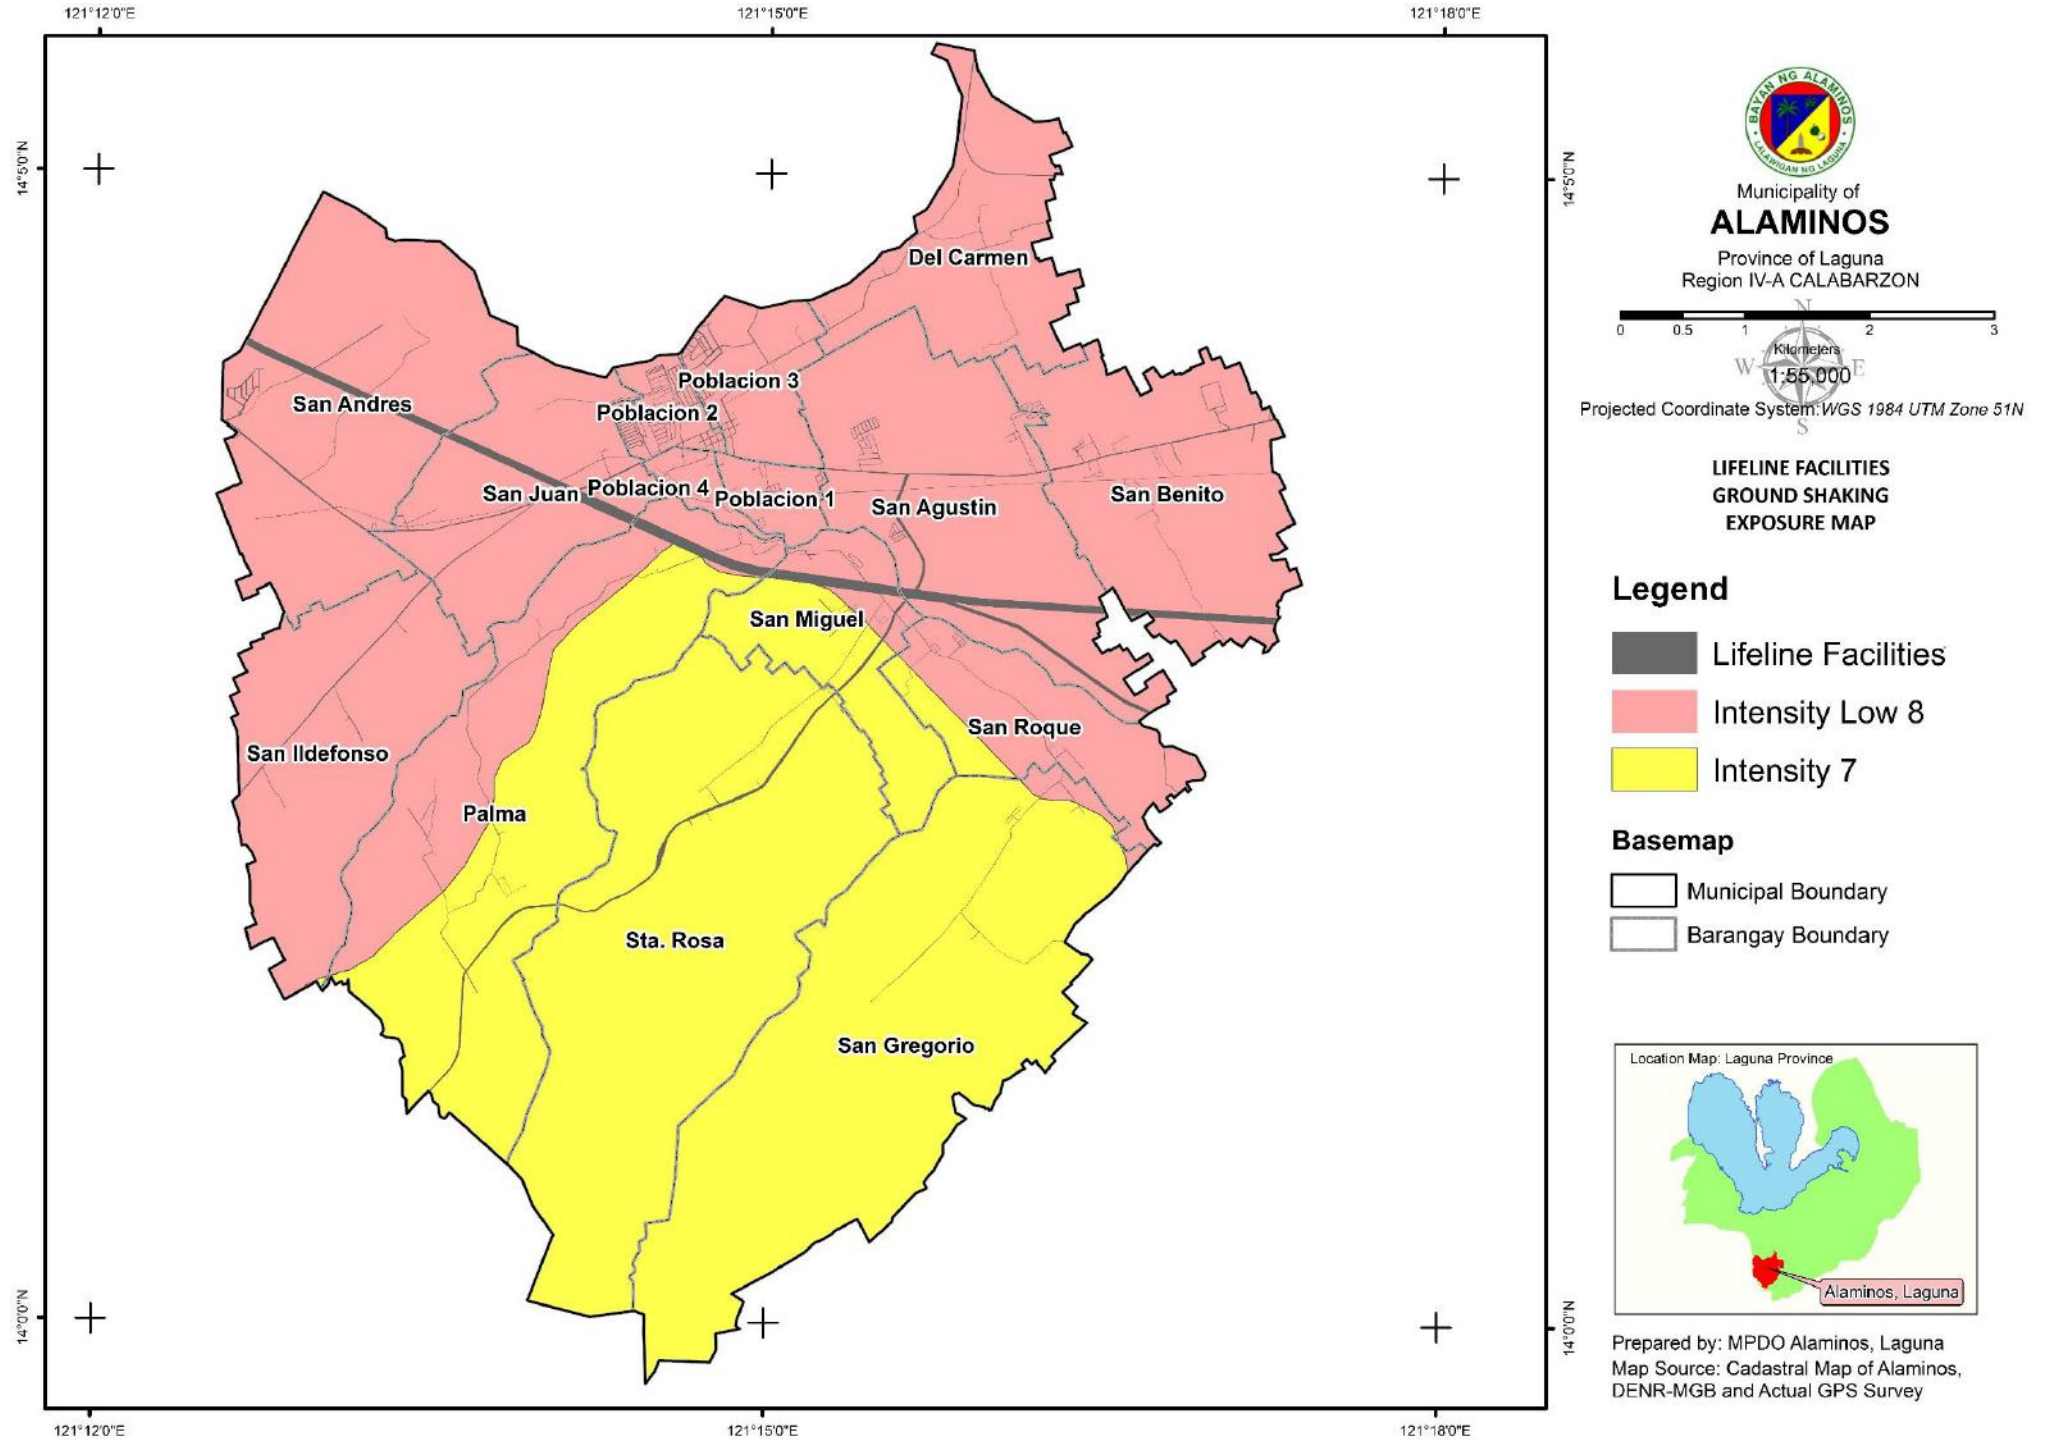 121°12'0"E
121°15'0"E
121°18'0"E
14°5'0"N
14°5'0"N
Del Carmen
Poblacion 3
San Andres
Poblacion 2
San Juan
Poblacion 4
Poblacion 1
San Agustin
San Benito
San Miguel
San Roque
San Ildefonso
Palma
Sta. Rosa
San Gregorio
14°0'0"N
14°0'0"N
121°12'0"E
121°15'0"E
121°18'0"E
BAYAN NG ALAMINOS
LALAWIGAN NG LAGUNA
Municipality of
ALAMINOS
Province of Laguna
Region IV-A CALABARZON
N
0 0.5 1 2 3
Kilometers
W E
1:55,000
Projected Coordinate System: WGS 1984 UTM Zone 51N
S
LIFELINE FACILITIES
GROUND SHAKING
EXPOSURE MAP
Legend
Lifeline Facilities
Intensity Low 8
Intensity 7
Basemap
Municipal Boundary
Barangay Boundary
Location Map: Laguna Province
Alaminos, Laguna
Prepared by: MPDO Alaminos, Laguna
Map Source: Cadastral Map of Alaminos,
DENR-MGB and Actual GPS Survey